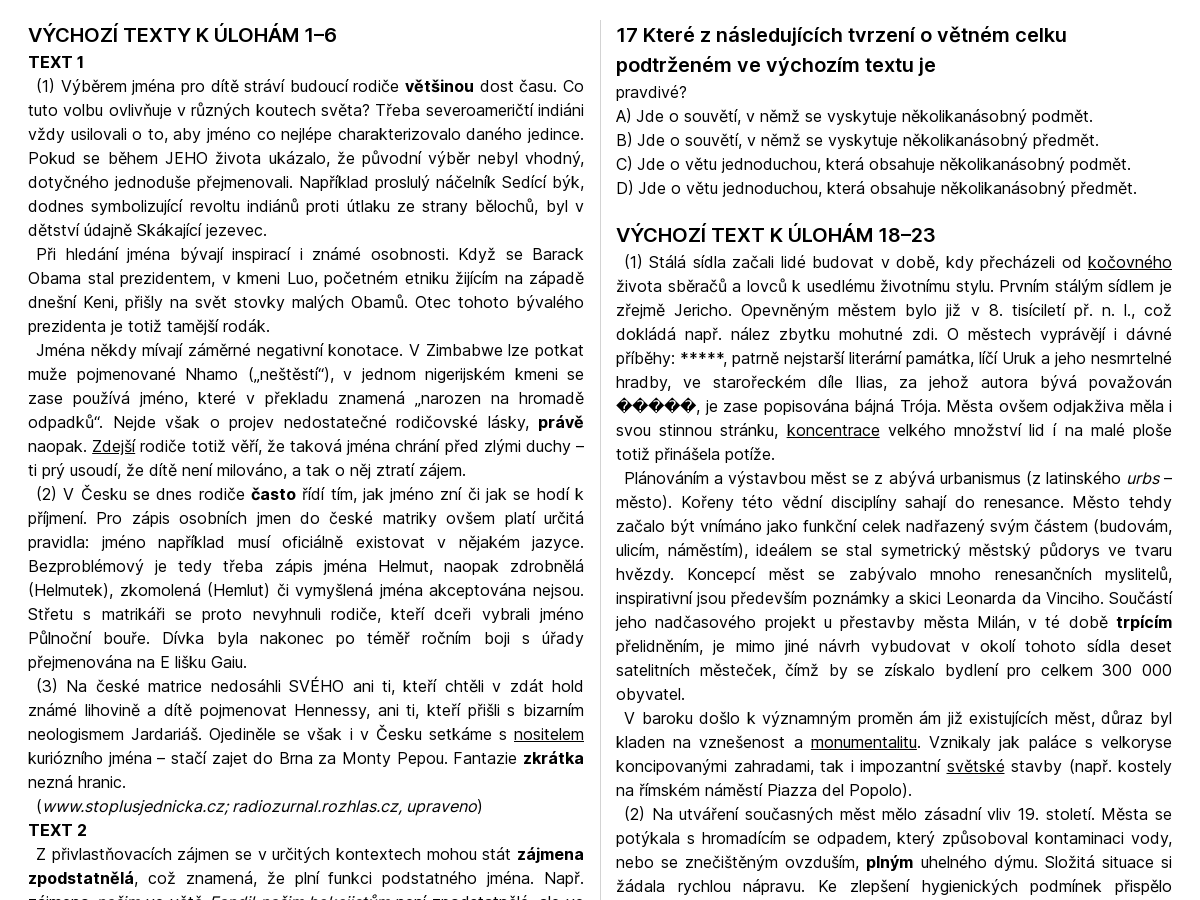 VÝCHOZÍ TEXTY K ÚLOHÁM 1–6
TEXT 1
(1) Výběrem jména pro dítě stráví budoucí rodiče většinou dost času. Co
tuto volbu ovlivňuje v různých koutech světa? Třeba severoameričtí indiáni
vždy usilovali o to, aby jméno co nejlépe charakterizovalo daného jedince.
Pokud se během JEHO života ukázalo, že původní výběr nebyl vhodný,
dotyčného jednoduše přejmenovali. Například proslulý náčelník Sedící býk,
dodnes symbolizující revoltu indiánů proti útlaku ze strany bělochů, byl v
dětství údajně Skákající jezevec.
Při hledání jména bývají inspirací i známé osobnosti. Když se Barack
Obama stal prezidentem, v kmeni Luo, početném etniku žijícím na západě
dnešní Keni, přišly na svět stovky malých Obamů. Otec tohoto bývalého
prezidenta je totiž tamější rodák.
Jména někdy mívají záměrné negativní konotace. V Zimbabwe lze potkat
muže pojmenované Nhamo („neštěstí“), v jednom nigerijském kmeni se
zase používá jméno, které v překladu znamená „narozen na hromadě
odpadků“. Nejde však o projev nedostatečné rodičovské lásky, právě
naopak. Zdejší rodiče totiž věří, že taková jména chrání před zlými duchy –
ti prý usoudí, že dítě není milováno, a tak o něj ztratí zájem.
(2) V Česku se dnes rodiče často řídí tím, jak jméno zní či jak se hodí k
příjmení. Pro zápis osobních jmen do české matriky ovšem platí určitá
pravidla: jméno například musí oficiálně existovat v nějakém jazyce.
Bezproblémový je tedy třeba zápis jména Helmut, naopak zdrobnělá
(Helmutek), zkomolená (Hemlut) či vymyšlená jména akceptována nejsou.
Střetu s matrikáři se proto nevyhnuli rodiče, kteří dceři vybrali jméno
Půlnoční bouře. Dívka byla nakonec po téměř ročním boji s úřady
přejmenována na E lišku Gaiu.
(3) Na české matrice nedosáhli SVÉHO ani ti, kteří chtěli v zdát hold
známé lihovině a dítě pojmenovat Hennessy, ani ti, kteří přišli s bizarním
neologismem Jardariáš. Ojediněle se však i v Česku setkáme s nositelem
kuriózního jména – stačí zajet do Brna za Monty Pepou. Fantazie zkrátka
nezná hranic.
(www.stoplusjednicka.cz; radiozurnal.rozhlas.cz, upraveno)
TEXT 2
Z přivlastňovacích zájmen se v určitých kontextech mohou stát zájmena
zpodstatnělá, což znamená, že plní funkci podstatného jména. Např.
17 Které z následujících tvrzení o větném celku
podtrženém ve výchozím textu je
pravdivé?
A) Jde o souvětí, v němž se vyskytuje několikanásobný podmět.
B) Jde o souvětí, v němž se vyskytuje několikanásobný předmět.
C) Jde o větu jednoduchou, která obsahuje několikanásobný podmět.
D) Jde o větu jednoduchou, která obsahuje několikanásobný předmět.
VÝCHOZÍ TEXT K ÚLOHÁM 18–23
(1) Stálá sídla začali lidé budovat v době, kdy přecházeli od kočovného
života sběračů a lovců k usedlému životnímu stylu. Prvním stálým sídlem je
zřejmě Jericho. Opevněným městem bylo již v 8. tisíciletí př. n. l., což
dokládá např. nález zbytku mohutné zdi. O městech vyprávějí i dávné
příběhy: *****, patrně nejstarší literární památka, líčí Uruk a jeho nesmrtelné
hradby, ve starořeckém díle Ilias, za jehož autora bývá považován
�����, je zase popisována bájná Trója. Města ovšem odjakživa měla i
svou stinnou stránku, koncentrace velkého množství lid í na malé ploše
totiž přinášela potíže.
Plánováním a výstavbou měst se z abývá urbanismus (z latinského urbs –
město). Kořeny této vědní disciplíny sahají do renesance. Město tehdy
začalo být vnímáno jako funkční celek nadřazený svým částem (budovám,
ulicím, náměstím), ideálem se stal symetrický městský půdorys ve tvaru
hvězdy. Koncepcí měst se zabývalo mnoho renesančních myslitelů,
inspirativní jsou především poznámky a skici Leonarda da Vinciho. Součástí
jeho nadčasového projektu přestavby města Milán, v té době trpícím
přelidněním, je mimo jiné návrh vybudovat v okolí tohoto sídla deset
satelitních městeček, čímž by se získalo bydlení pro celkem 300 000
obyvatel.
V baroku došlo k významným proměn ám již existujících měst, důraz byl
kladen na vznešenost a monumentalitu. Vznikaly jak paláce s velkoryse
koncipovanými zahradami, tak i impozantní světské stavby (např. kostely
na římském náměstí Piazza del Popolo).
(2) Na utváření současných měst mělo zásadní vliv 19. století. Města se
potýkala s hromadícím se odpadem, který způsoboval kontaminaci vody,
nebo se znečištěným ovzduším, plným uhelného dýmu. Složitá situace si
žádala rychlou nápravu. Ke zlepšení hygienických podmínek přispělo